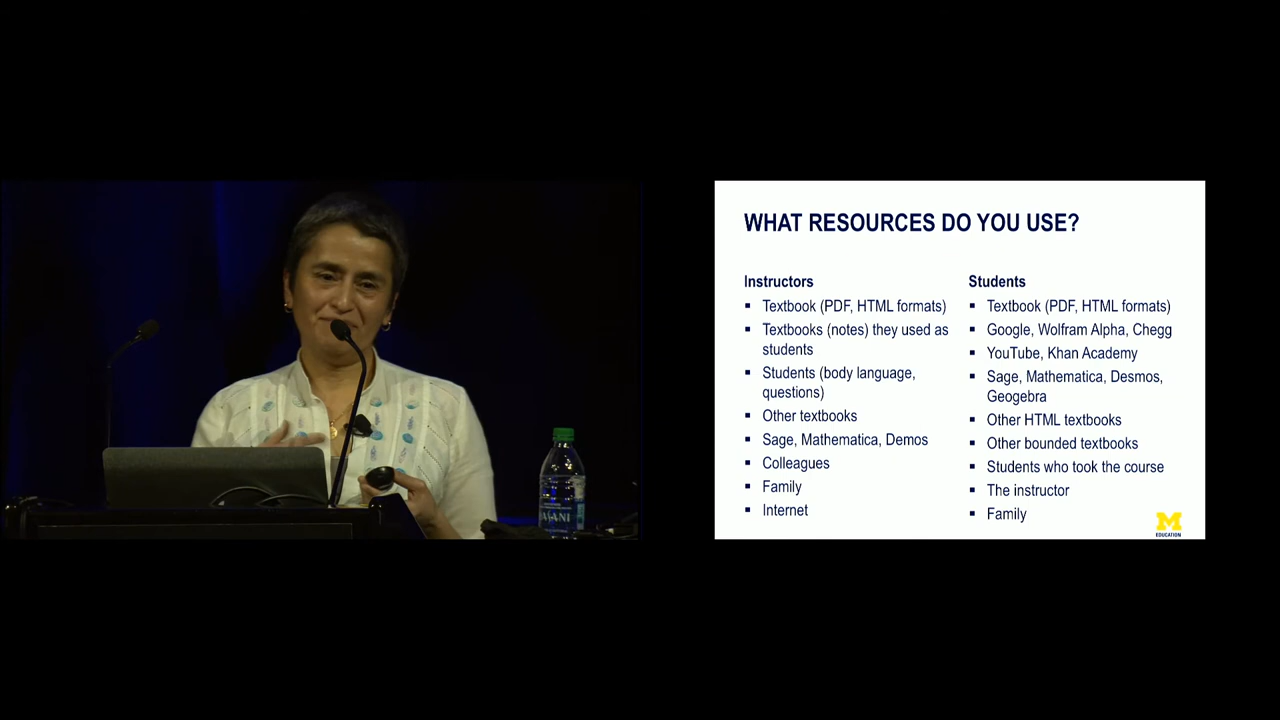 WHAT RESOURCES DO YOU USE?
Instructors
Textbook (PDF, HTML formats)
Textbooks (notes) they used as
students
Students (body language,
questions)
Other textbooks
Sage, Mathematica, Demos
Colleagues
Family
Internet
Students
Textbook (PDF, HTML formats)
Google, Wolfram Alpha, Chegg
YouTube, Khan Academy
Sage, Mathematica, Desmos,
Geogebra
Other HTML textbooks
Other bounded textbooks
Students who took the course
The instructor
Family
M
EDUCATION